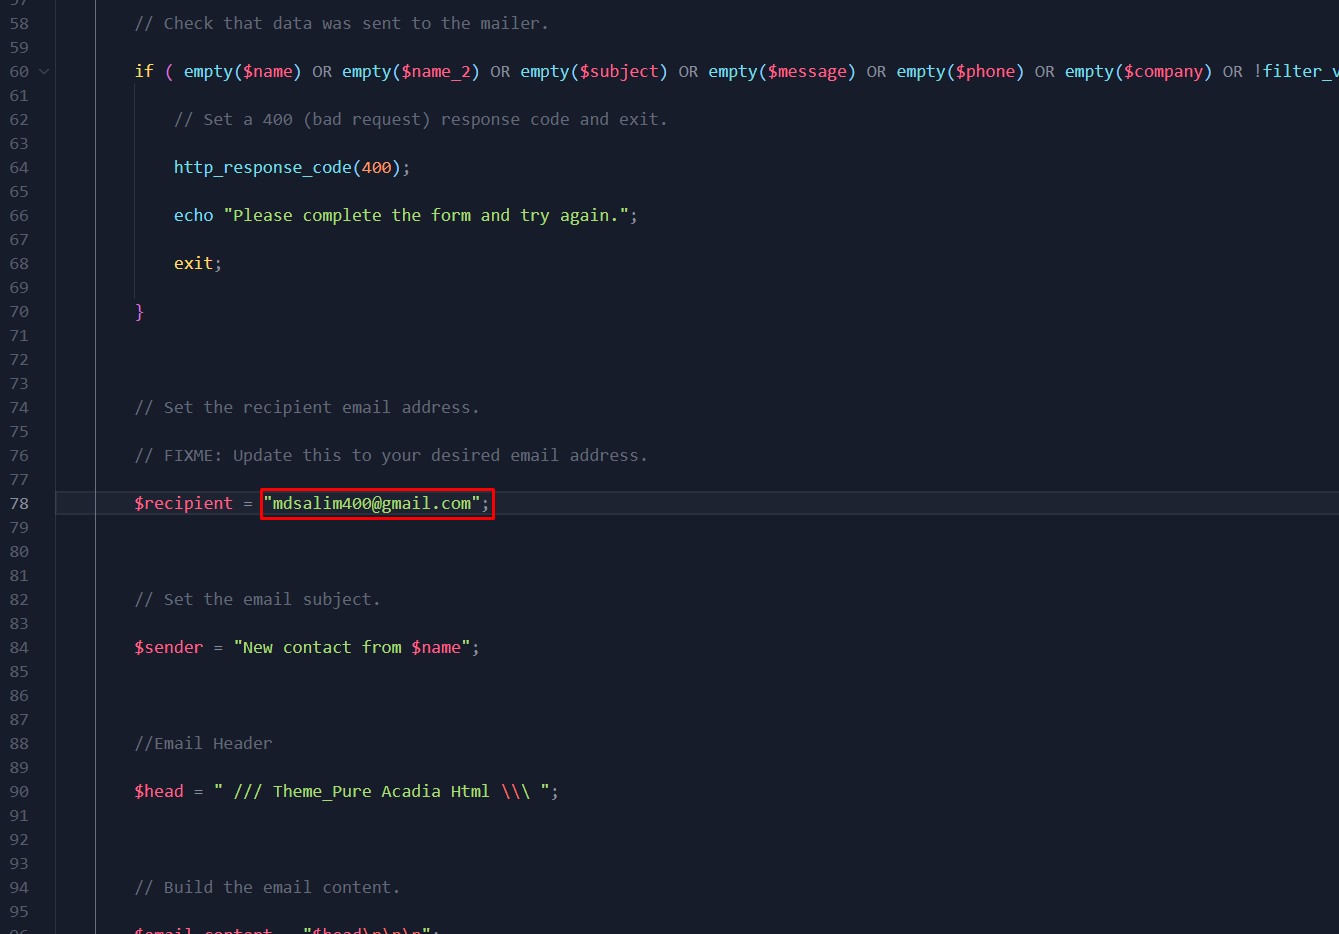 57
58 // Check that data was sent to the mailer.
59
60 if ( empty($name) OR empty($name_2) OR empty($subject) OR empty($message) OR empty($phone) OR empty($company) OR !filter_v
61
62 // Set a 400 (bad request) response code and exit.
63
64 http_response_code(400);
65
66 echo "Please complete the form and try again.";
67
68 exit;
69
70 }
71
72
73
74 // Set the recipient email address.
75
76 // FIXME: Update this to your desired email address.
77
78 $recipient = "mdsalim400@gmail.com";
79
80
81
82 // Set the email subject.
83
84 $sender = "New contact from $name";
85
86
87
88 //Email Header
89
90 $head = " /// Theme_Pure Acadia Html \\\ ";
91
92
93
94 // Build the email content.
95
96 $email_content = "$head\n\n\n";